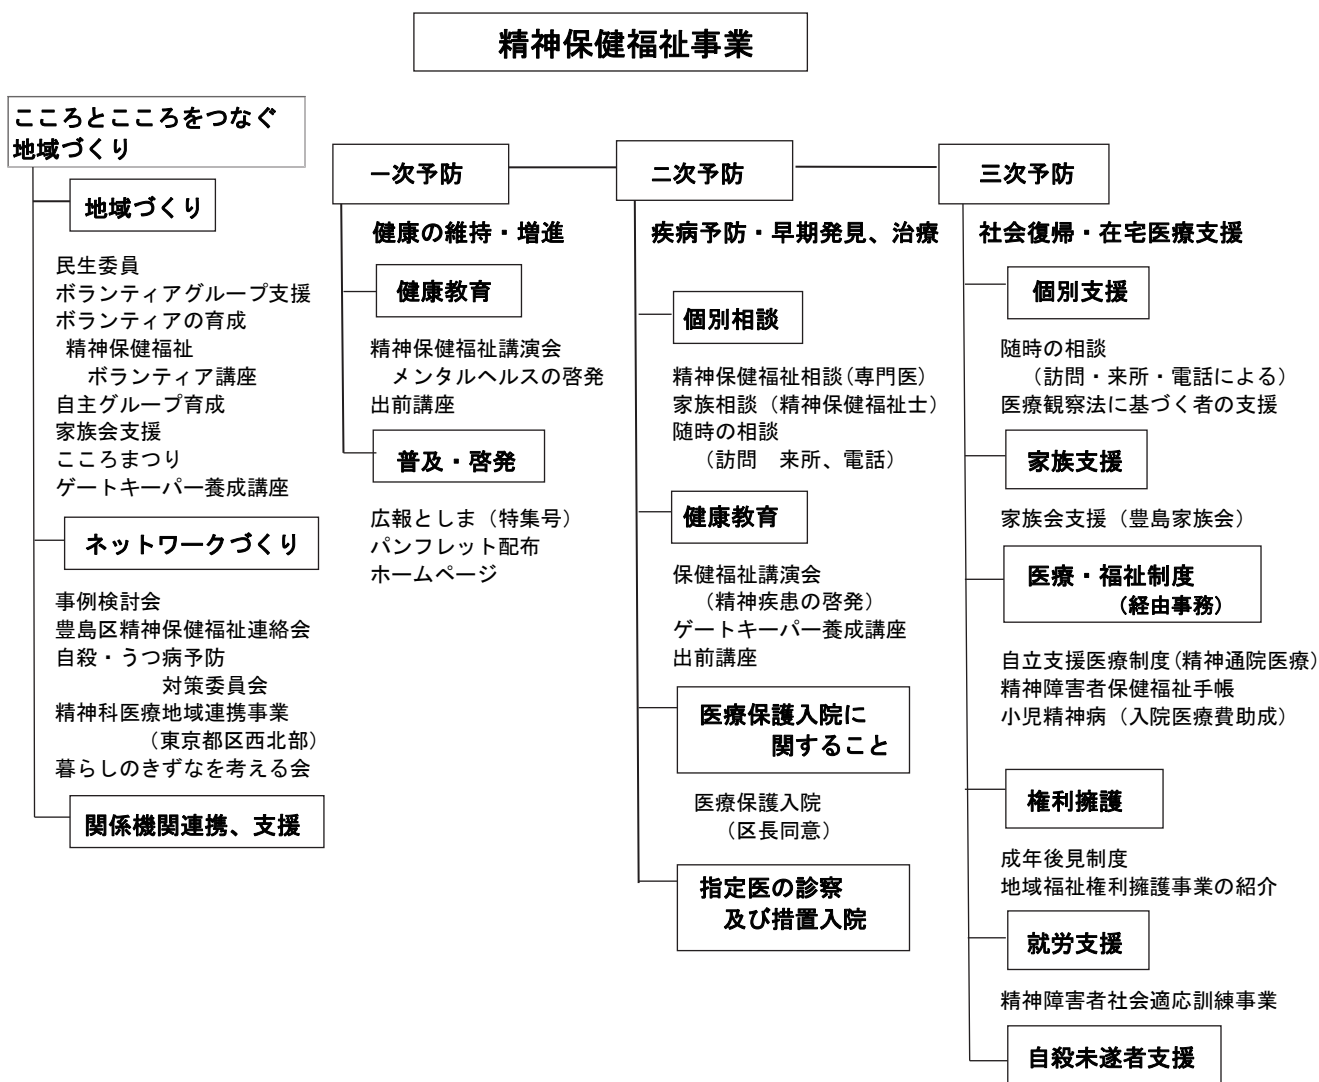 精神保健福祉事業
こころとこころをつなぐ
地域づくり
地域づくり
民生委員
ボランティアグループ支援
ボランティアの育成
精神保健福祉
ボランティア講座
自主グループ育成
家族会支援
こころまつり
ゲートキーパー養成講座
ネットワークづくり
事例検討会
豊島区精神保健福祉連絡会
自殺・うつ病予防
対策委員会
精神科医療地域連携事業
（東京都区西北部）
暮らしのきずなを考える会
関係機関連携、支援
一次予防
健康の維持・増進
健康教育
精神保健福祉講演会
メンタルヘルスの啓発
出前講座
普及・啓発
広報としま（特集号）
パンフレット配布
ホームページ
二次予防
疾病予防・早期発見、治療
個別相談
精神保健福祉相談（専門医）
家族相談（精神保健福祉士）
随時の相談
（訪問　来所、電話）
健康教育
保健福祉講演会
（精神疾患の啓発）
ゲートキーパー養成講座
出前講座
医療保護入院に
関すること
医療保護入院
（区長同意）
指定医の診察
及び措置入院
三次予防
社会復帰・在宅医療支援
個別支援
随時の相談
（訪問・来所・電話による）
医療観察法に基づく者の支援
家族支援
家族会支援（豊島家族会）
医療・福祉制度
（経由事務）
自立支援医療制度（精神通院医療）
精神障害者保健福祉手帳
小児精神病（入院医療費助成）
権利擁護
成年後見制度
地域福祉権利擁護事業の紹介
就労支援
精神障害者社会適応訓練事業
自殺未遂者支援